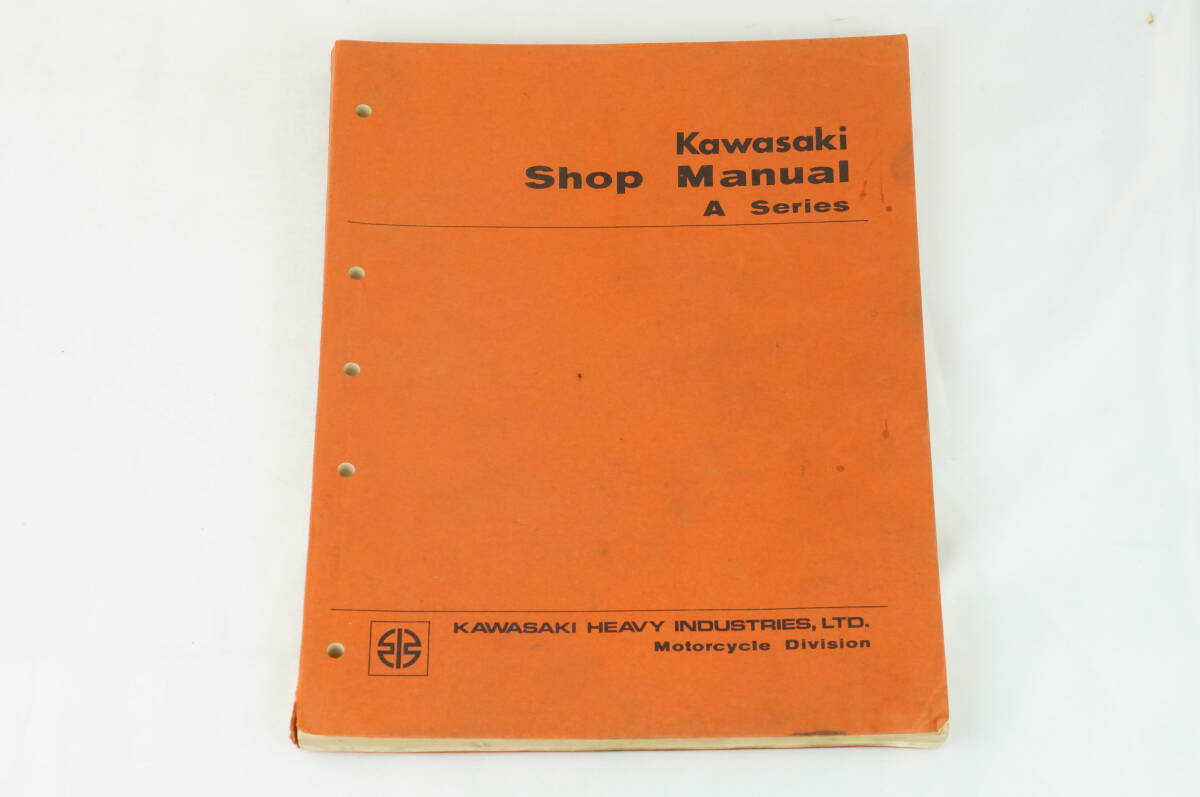 Kawasaki
Shop Manual
A Series
KAWASAKI HEAVY INDUSTRIES, LTD.
Motorcycle Division